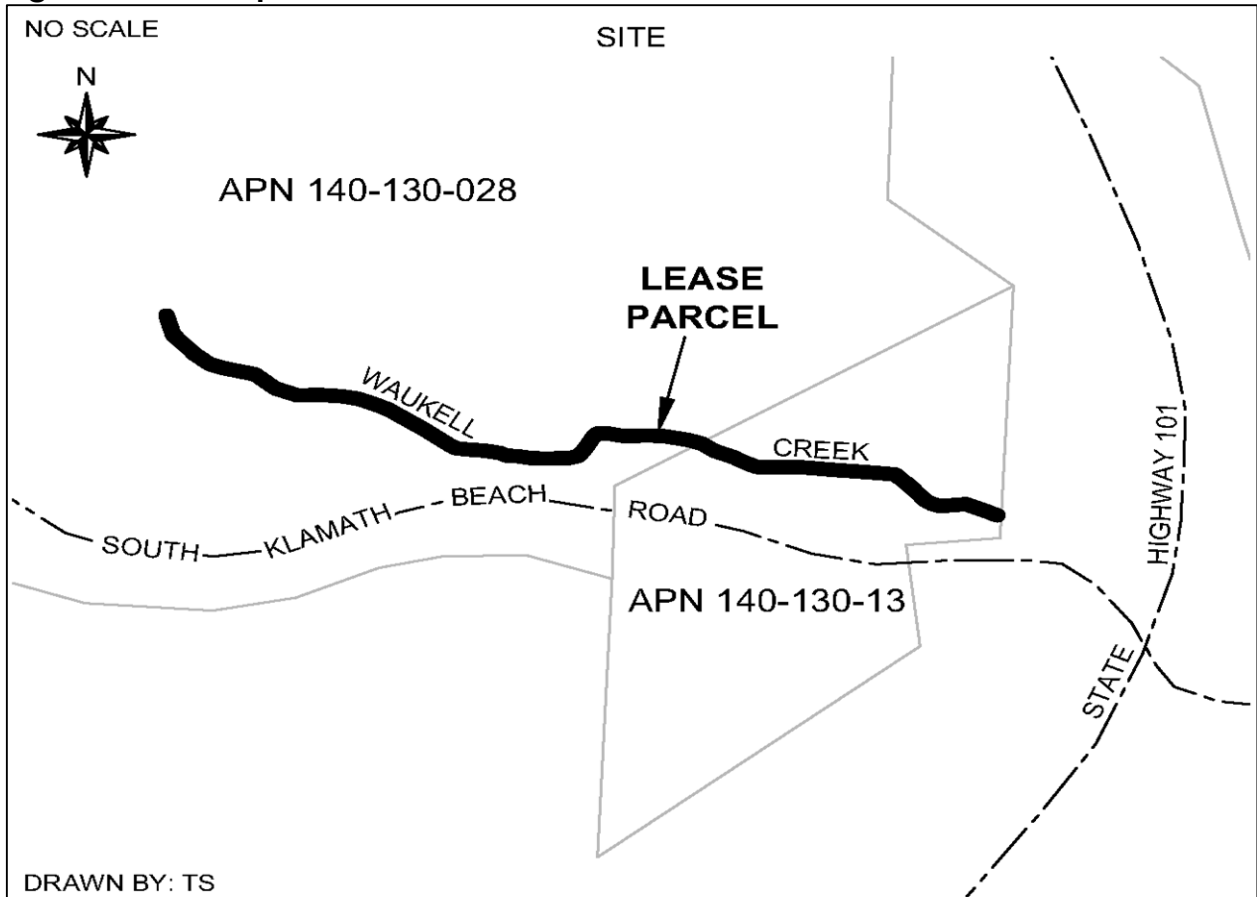 NO SCALE
SITE
N
APN 140-130-028
LEASE
PARCEL
WAUKELL CREEK
SOUTH KLAMATH BEACH ROAD
STATE HIGHWAY 101
APN 140-130-13
DRAWN BY: TS